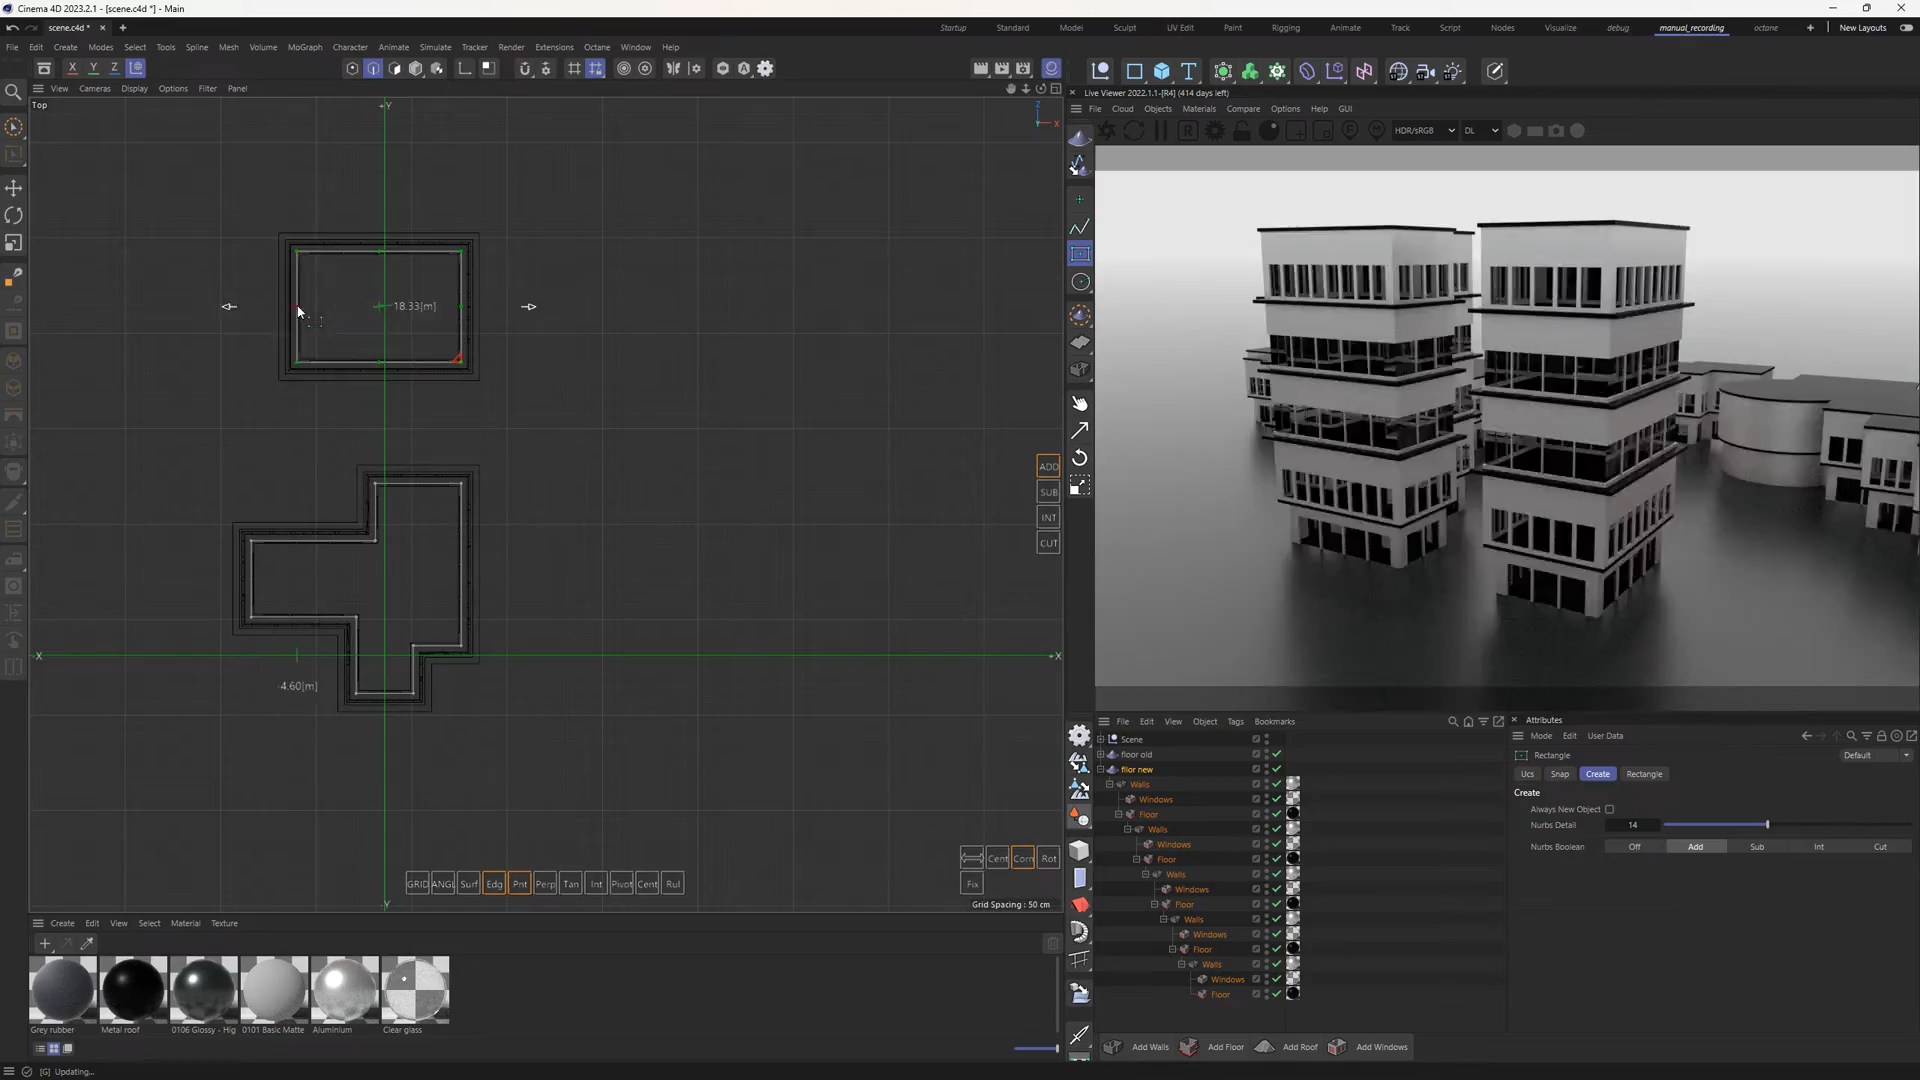 Cinema 4D 2023.2.1 - [scene.c4d *] - Main
scene.c4d *
Startup Standard Model Sculpt UV Edit Paint Rigging Animate Track Script Nodes Visualize debug manual_recording octane New Layouts
File Edit Create Modes Select Tools Spline Mesh Volume MoGraph Character Animate Simulate Tracker Render Extensions Octane Window Help
X Y Z
View Cameras Display Options Filter Panel
Live Viewer 2022.1.1-[R4] (414 days left)
File Cloud Objects Materials Compare Options Help GUI
HDR/sRGB DL
Top
+Y
Z
X
18.33[m]
ADD
SUB
INT
CUT
X
X
4.60[m]
Cent Corn Rot
Fix
GRID ANGL Surf Edg Pnt Perp Tan Int Pivot Cent Rul
-Y
Grid Spacing : 50 cm
File Edit View Object Tags Bookmarks
Scene
floor old
flior new
Walls
Windows
Floor
Walls
Windows
Floor
Walls
Windows
Floor
Walls
Windows
Floor
Walls
Windows
Floor
Add Walls Add Floor Add Roof Add Windows
Attributes
Mode Edit User Data
Rectangle Default
Ucs Snap Create Rectangle
Create
Always New Object
Nurbs Detail 14
Nurbs Boolean Off Add Sub Int Cut
Create Edit View Select Material Texture
Grey rubber Metal roof 0106 Glossy - Hig 0101 Basic Matte Aluminium Clear glass
[G] Updating...